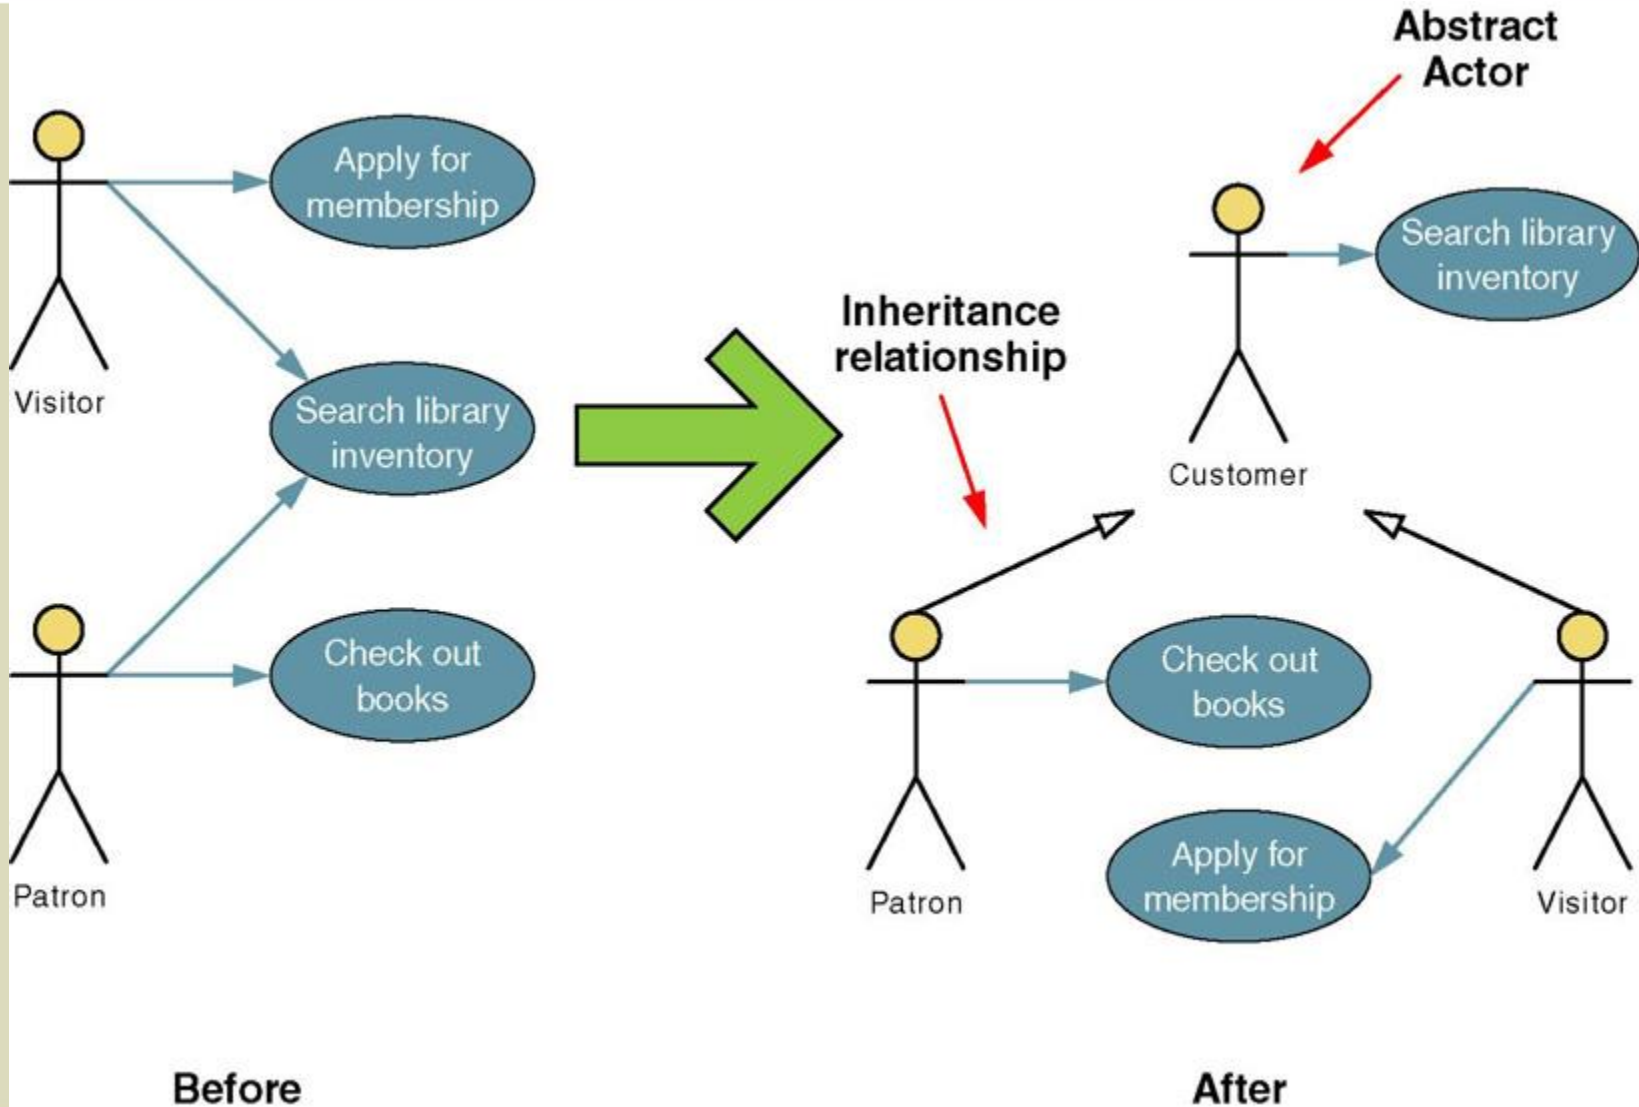 Apply for
membership
Visitor
Search library
inventory
Check out
books
Patron
Before
Abstract
Actor
Search library
inventory
Inheritance
relationship
Customer
Check out
books
Apply for
membership
Patron
Visitor
After